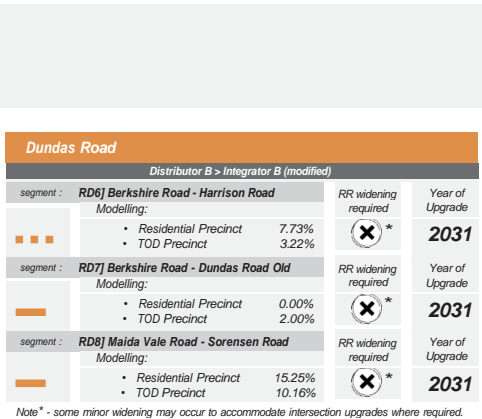 Dundas Road
Distributor B > Integrator B (modified)
segment : RD6] Berkshire Road - Harrison Road RR widening required Year of Upgrade
Modelling:
• Residential Precinct 7.73%
• TOD Precinct 3.22%
* 2031
segment : RD7] Berkshire Road - Dundas Road Old RR widening required Year of Upgrade
Modelling:
• Residential Precinct 0.00%
• TOD Precinct 2.00%
* 2031
segment : RD8] Maida Vale Road - Sorensen Road RR widening required Year of Upgrade
Modelling:
• Residential Precinct 15.25%
• TOD Precinct 10.16%
* 2031
Note* - some minor widening may occur to accommodate intersection upgrades where required.